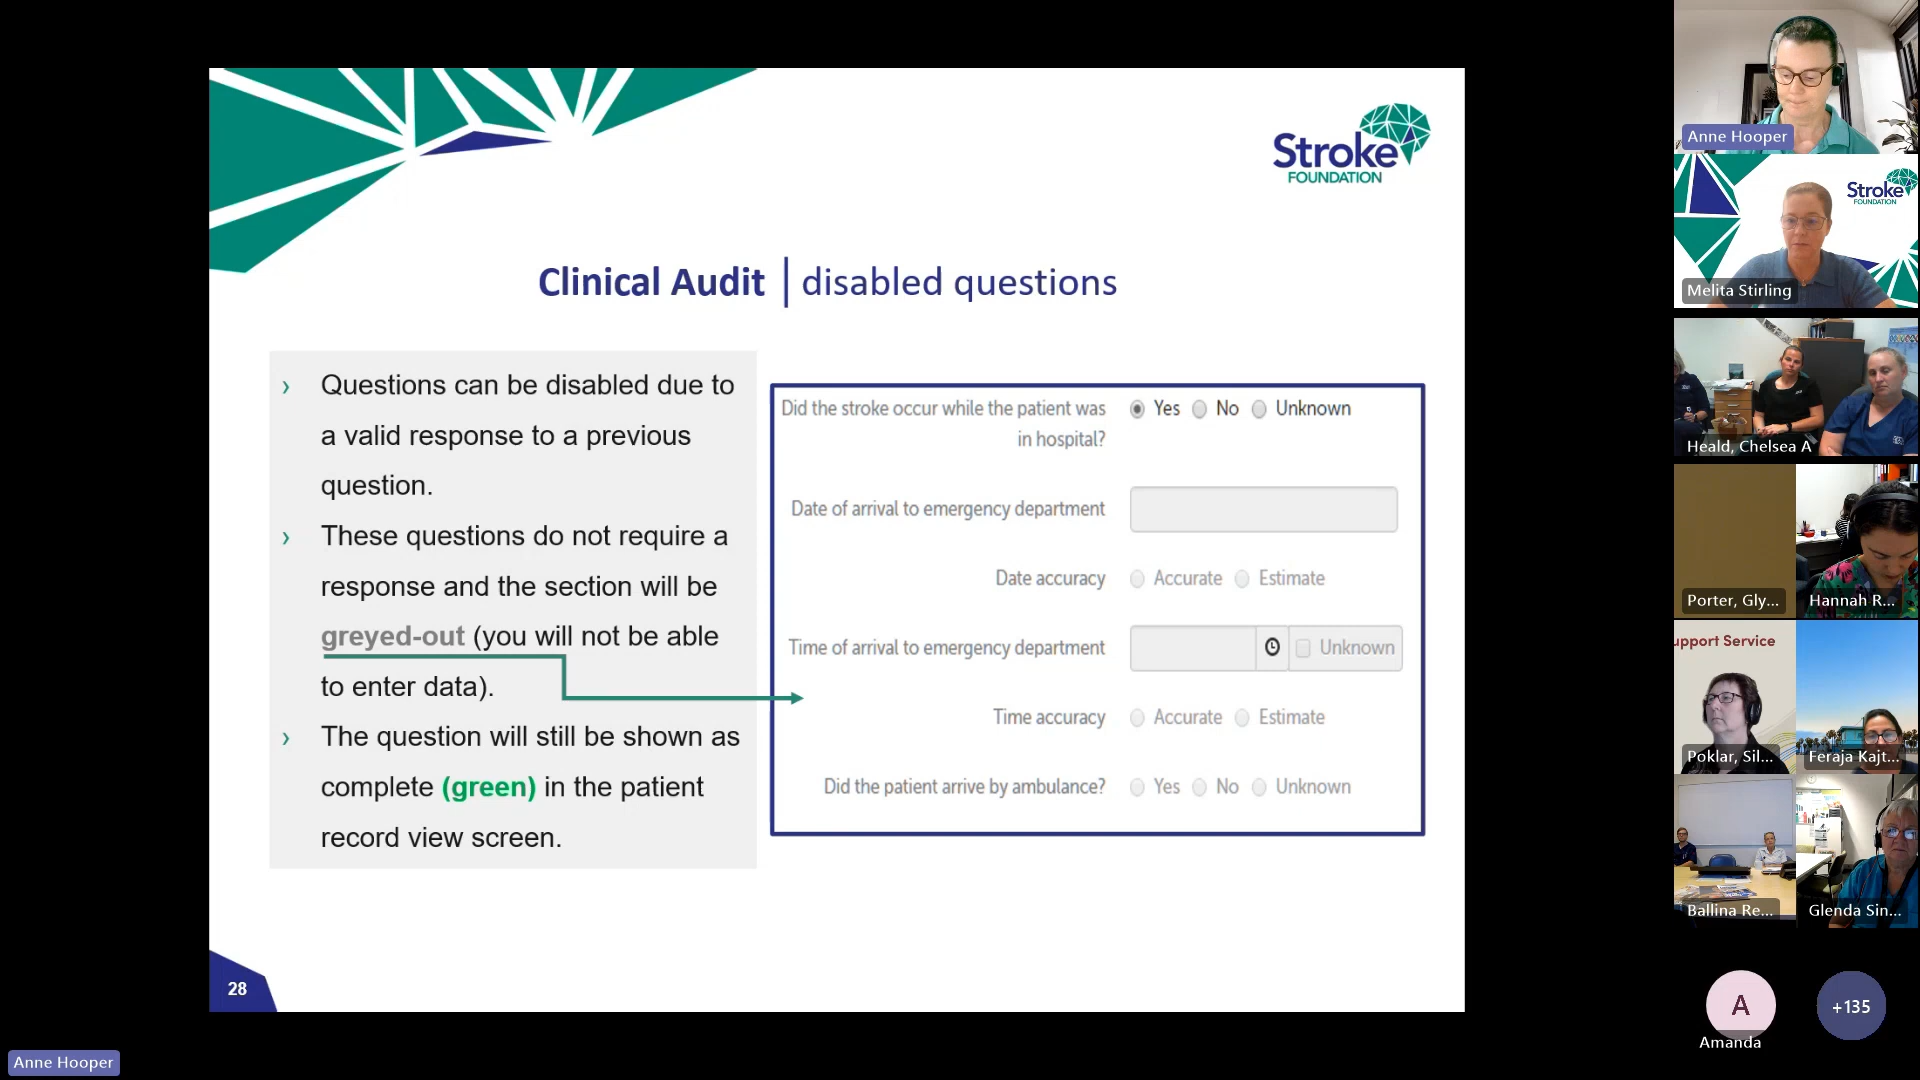 Stroke
FOUNDATION
Clinical Audit | disabled questions
› Questions can be disabled due to
a valid response to a previous
question.
› These questions do not require a
response and the section will be
greyed-out (you will not be able
to enter data).
› The question will still be shown as
complete (green) in the patient
record view screen.
Did the stroke occur while the patient was
in hospital?
Yes No Unknown
Date of arrival to emergency department
Date accuracy Accurate Estimate
Time of arrival to emergency department Unknown
Time accuracy Accurate Estimate
Did the patient arrive by ambulance? Yes No Unknown
28
Anne Hooper
Anne Hooper
Stroke
FOUNDATION
Melita Stirling
Heald, Chelsea A
Porter, Gly...
Hannah R...
upport Service
Poklar, Sil...
Feraja Kajt...
Ballina Re...
Glenda Sin...
A
Amanda
+135